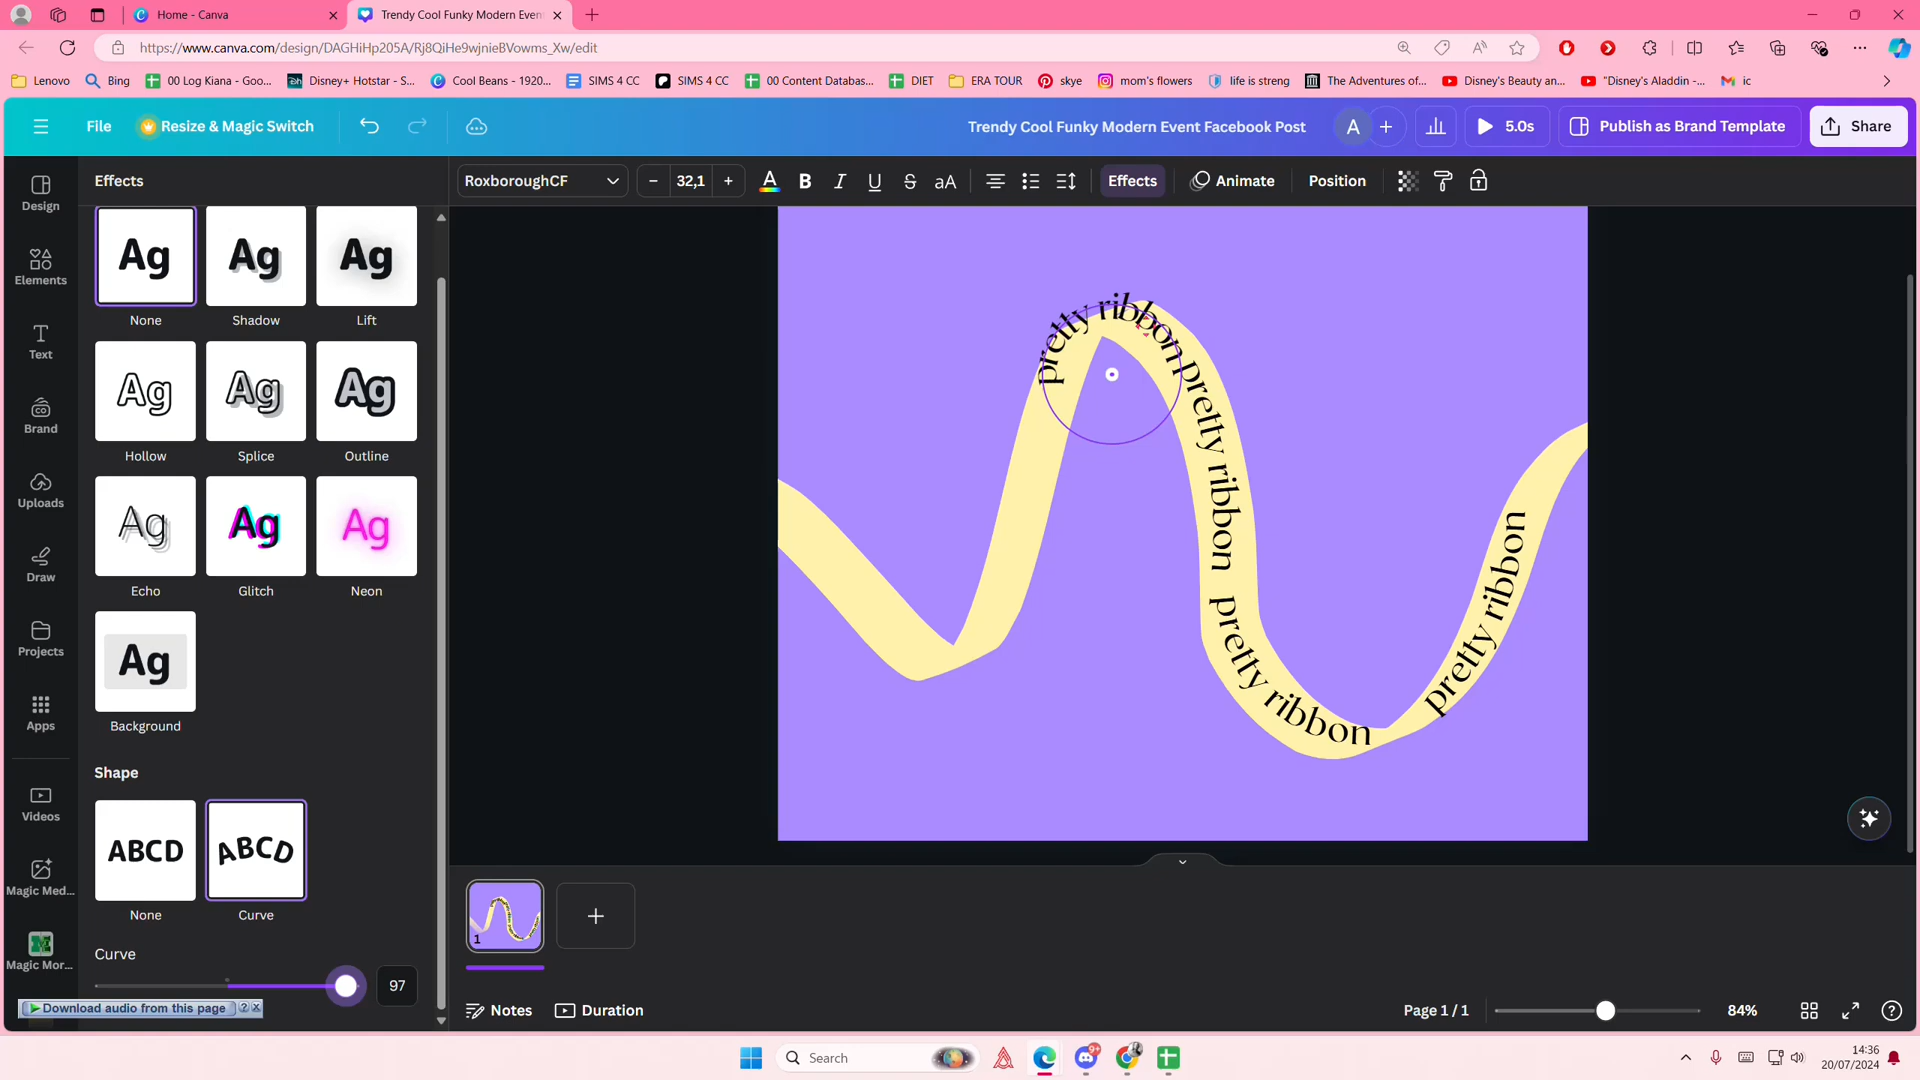 Home - Canva
Trendy Cool Funky Modern Even
https://www.canva.com/design/DAGHiHp205A/Rj8QiHe9wjnieBVowms_Xw/edit
Lenovo
Bing
00 Log Kiana - Goo...
Disney+ Hotstar - S...
Cool Beans - 1920...
SIMS 4 CC
SIMS 4 CC
00 Content Databas...
DIET
ERA TOUR
skye
mom's flowers
life is streng
The Adventures of...
Disney's Beauty an...
"Disney's Aladdin -...
ic
File
Resize & Magic Switch
Trendy Cool Funky Modern Event Facebook Post
A
5.0s
Publish as Brand Template
Share
Effects
RoxboroughCF
32,1
A
B
I
U
S
aA
Effects
Animate
Position
Design
Elements
Text
Brand
Uploads
Draw
Projects
Apps
Videos
Magic Med...
Magic Mor...
Ag
None
Ag
Shadow
Ag
Lift
Ag
Hollow
Ag
Splice
Ag
Outline
Ag
Echo
Ag
Glitch
Ag
Neon
Ag
Background
Shape
ABCD
None
ABCD
Curve
Curve
97
Download audio from this page
pretty ribbon
pretty ribbon
pretty ribbon
pretty ribbon
1
Notes
Duration
Page 1 / 1
84%
Search
9+
14:36
20/07/2024